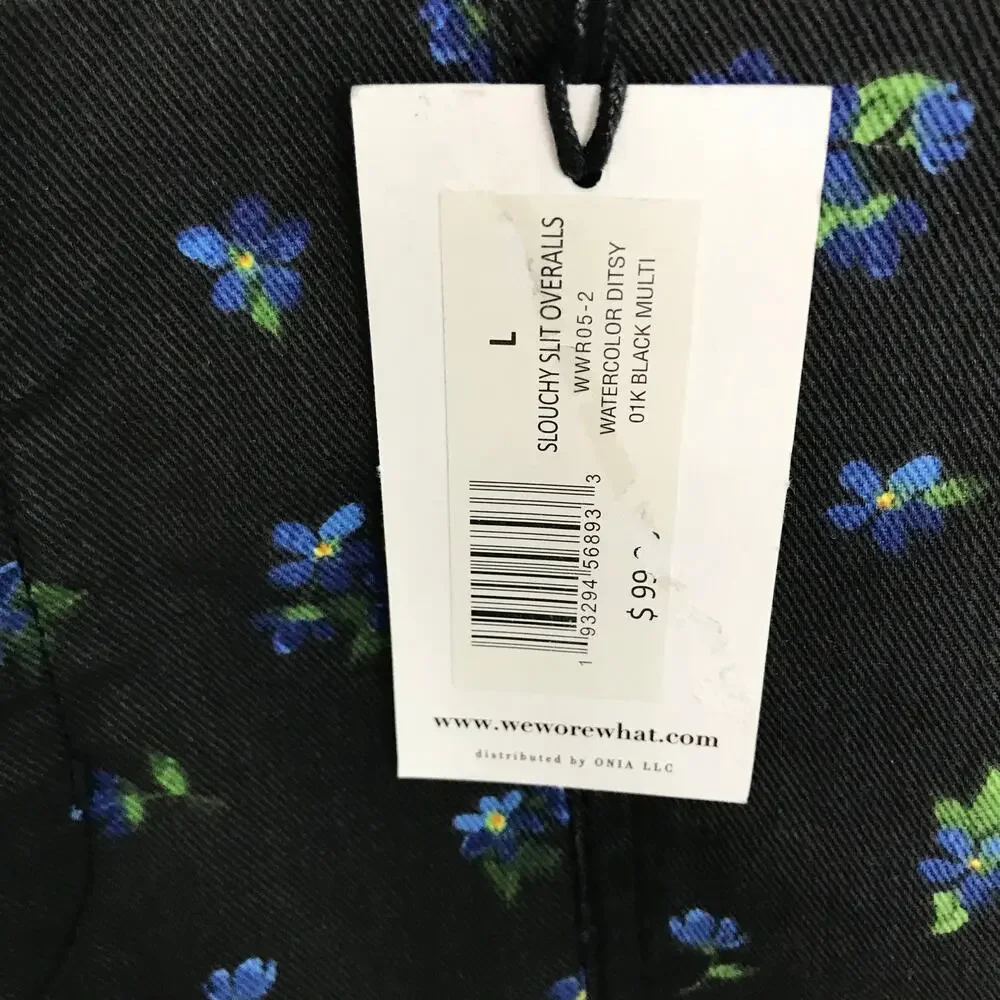 L
SLOUCHY SLIT OVERALLS
WWR05-2
WATERCOLOR DITSY
01K BLACK MULTI
1 93294 56893 3
$ 99
www.weworewhat.com
distributed by ONIA LLC